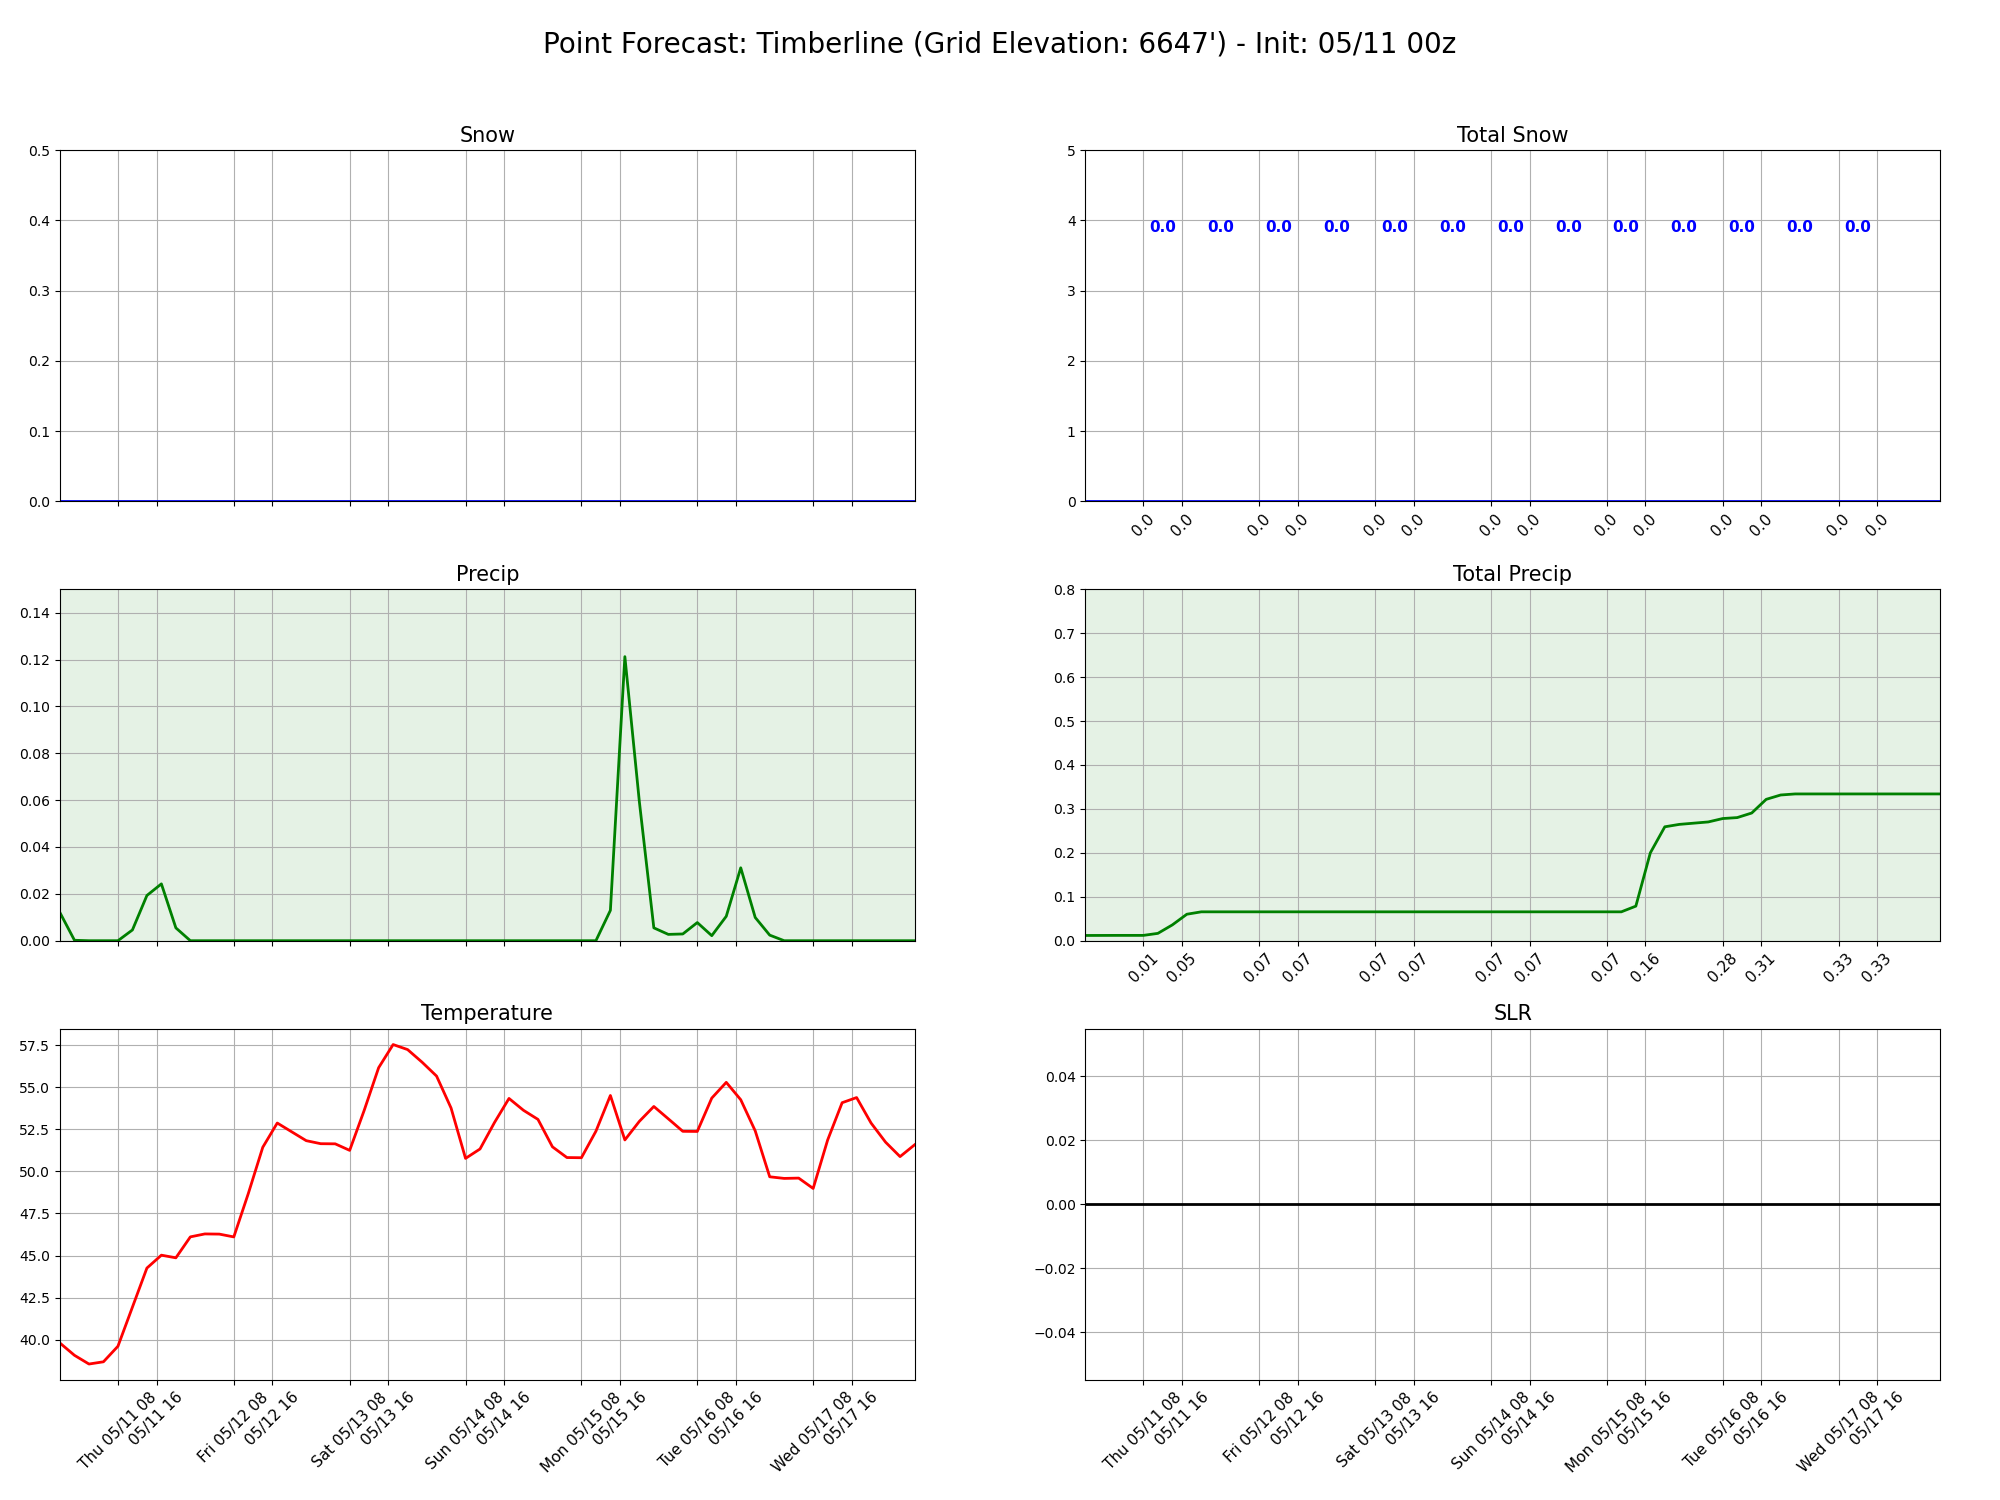 Point Forecast: Timberline (Grid Elevation: 6647') - Init: 05/11 00z
Snow
0.5
0.4
0.3
0.2
0.1
0.0
Total Snow
5
4
3
2
1
0
0.0 0.0 0.0 0.0 0.0 0.0 0.0 0.0 0.0 0.0 0.0 0.0 0.0
0.0 0.0 0.0 0.0 0.0 0.0 0.0 0.0 0.0 0.0 0.0 0.0 0.0 0.0
Precip
0.14
0.12
0.10
0.08
0.06
0.04
0.02
0.00
Total Precip
0.8
0.7
0.6
0.5
0.4
0.3
0.2
0.1
0.0
0.01 0.05 0.07 0.07 0.07 0.07 0.07 0.07 0.07 0.16 0.28 0.31 0.33 0.33
Temperature
57.5
55.0
52.5
50.0
47.5
45.0
42.5
40.0
Thu 05/11 08
05/11 16
Fri 05/12 08
05/12 16
Sat 05/13 08
05/13 16
Sun 05/14 08
05/14 16
Mon 05/15 08
05/15 16
Tue 05/16 08
05/16 16
Wed 05/17 08
05/17 16
SLR
0.04
0.02
0.00
−0.02
−0.04
Thu 05/11 08
05/11 16
Fri 05/12 08
05/12 16
Sat 05/13 08
05/13 16
Sun 05/14 08
05/14 16
Mon 05/15 08
05/15 16
Tue 05/16 08
05/16 16
Wed 05/17 08
05/17 16